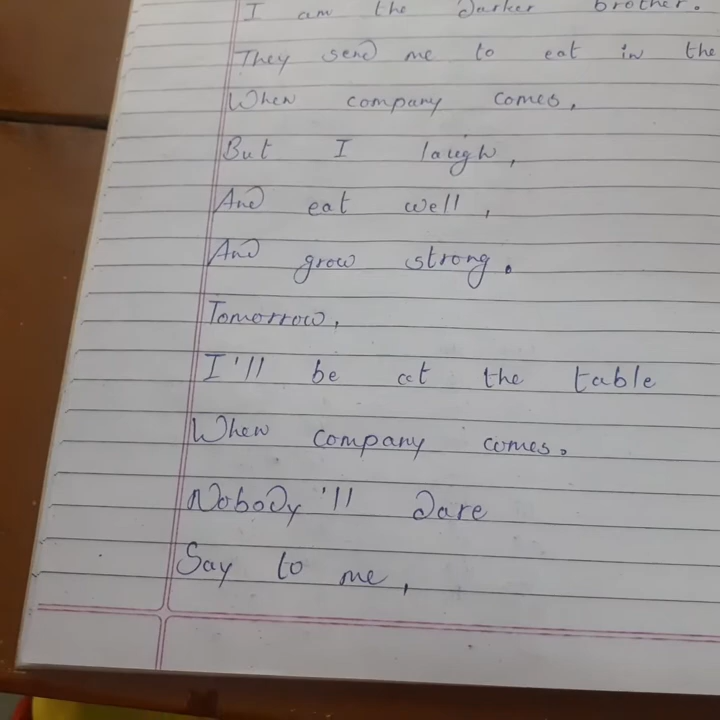 I am the darker brother.
They send me to eat in the
When company comes,
But I laugh,
And eat well,
And grow strong.
Tomorrow,
I'll be at the table
When company comes.
Nobody'll dare
Say to me,